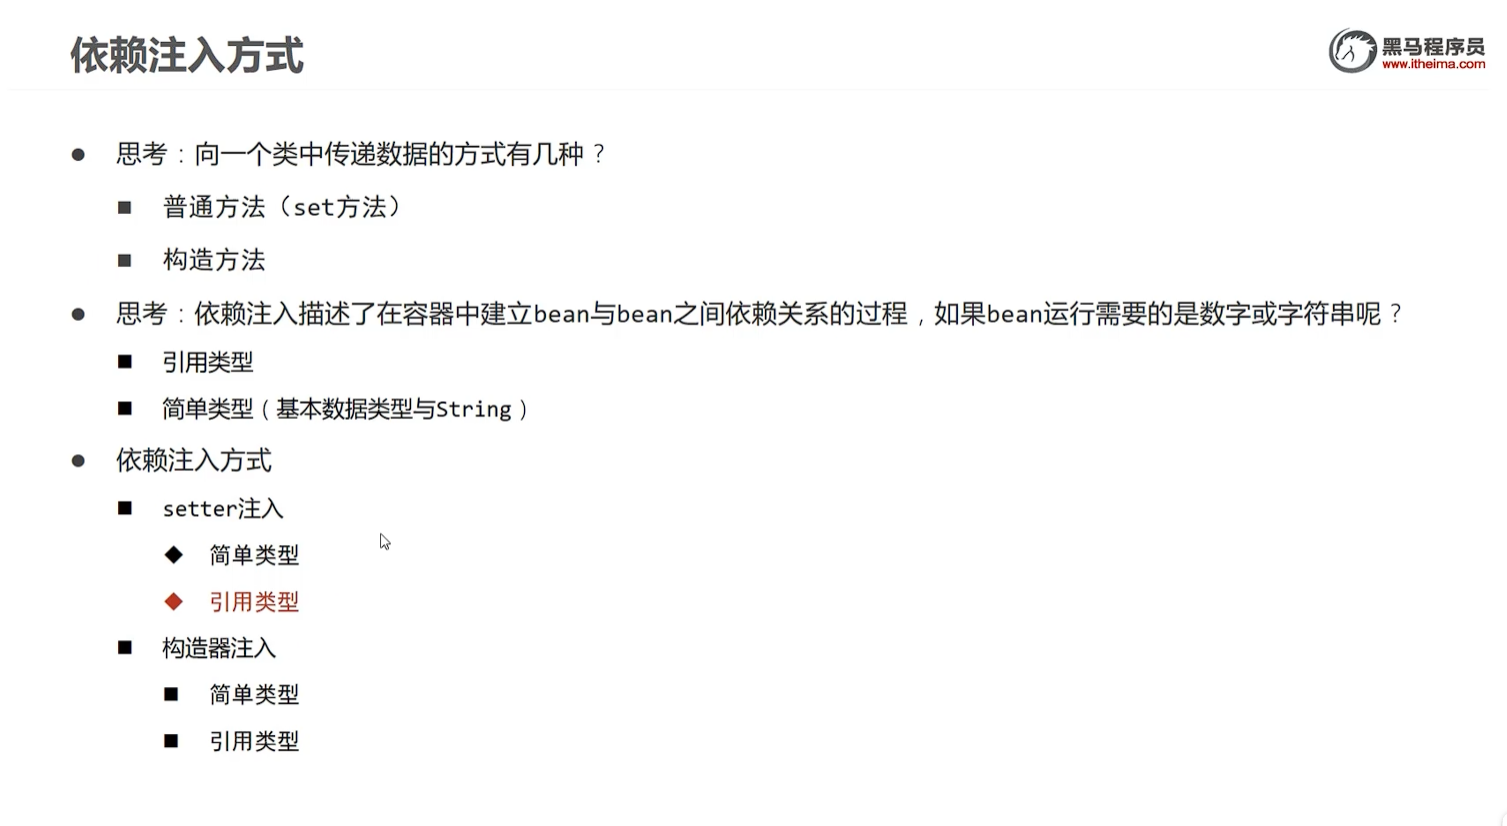 依赖注入方式
黑马程序员
www.itheima.com
思考：向一个类中传递数据的方式有几种？
普通方法（set方法）
构造方法
思考：依赖注入描述了在容器中建立bean与bean之间依赖关系的过程，如果bean运行需要的是数字或字符串呢？
引用类型
简单类型（基本数据类型与String）
依赖注入方式
setter注入
简单类型
引用类型
构造器注入
简单类型
引用类型